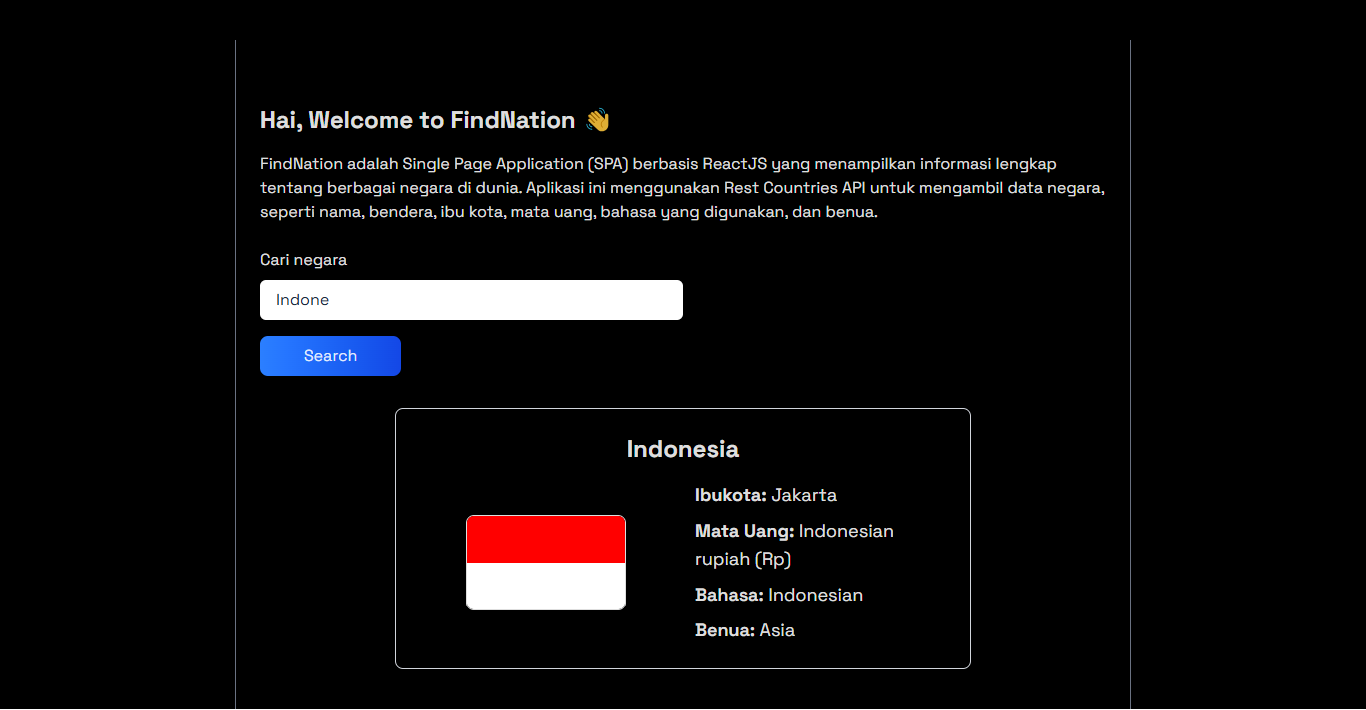 Hai, Welcome to FindNation 👋
FindNation adalah Single Page Application (SPA) berbasis ReactJS yang menampilkan informasi lengkap
tentang berbagai negara di dunia. Aplikasi ini menggunakan Rest Countries API untuk mengambil data negara,
seperti nama, bendera, ibu kota, mata uang, bahasa yang digunakan, dan benua.
Cari negara
Indone
Search
Indonesia
Ibukota: Jakarta
Mata Uang: Indonesian
rupiah (Rp)
Bahasa: Indonesian
Benua: Asia